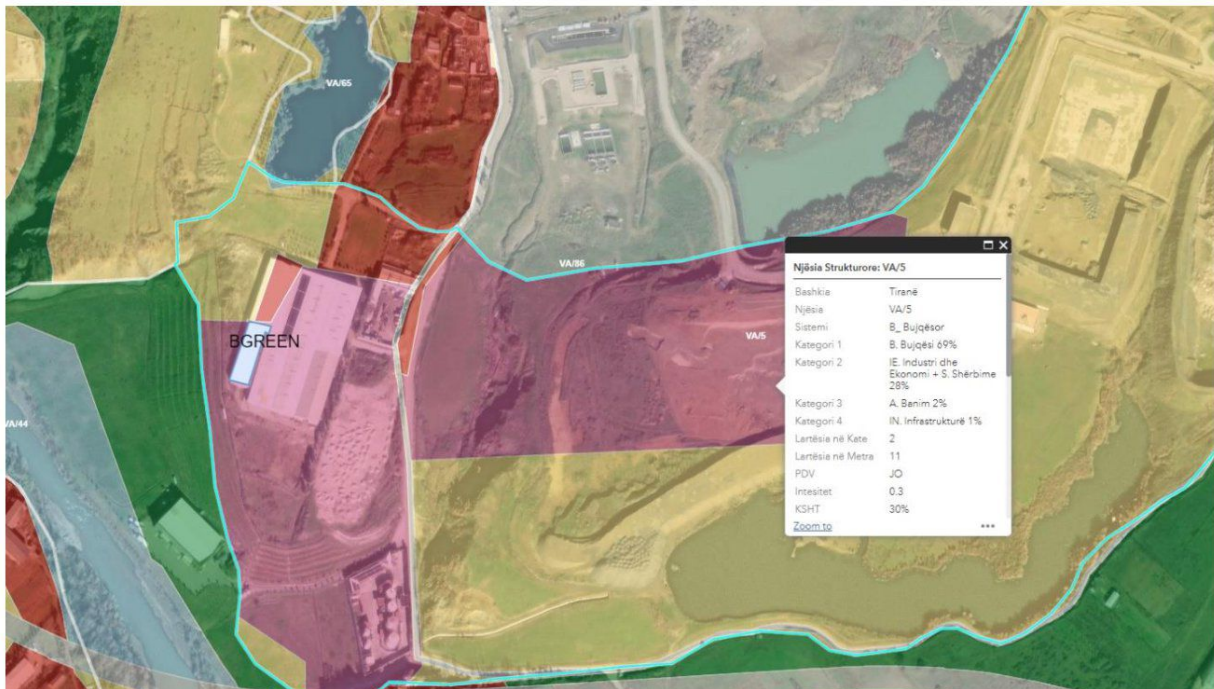 VA/65
VA/86
VA/5
BGREEN
VA/44
Njësia Strukturore: VA/5
Bashkia Tiranë
Njësia VA/5
Sistemi B_ Bujqësor
Kategori 1 B. Bujqësi 69%
Kategori 2 IE. Industri dhe
Ekonomi + S. Shërbime
28%
Kategori 3 A. Banim 2%
Kategori 4 IN. Infrastrukturë 1%
Lartësia në Kate 2
Lartësia në Metra 11
PDV JO
Intesitet 0.3
KSHT 30%
Zoom to